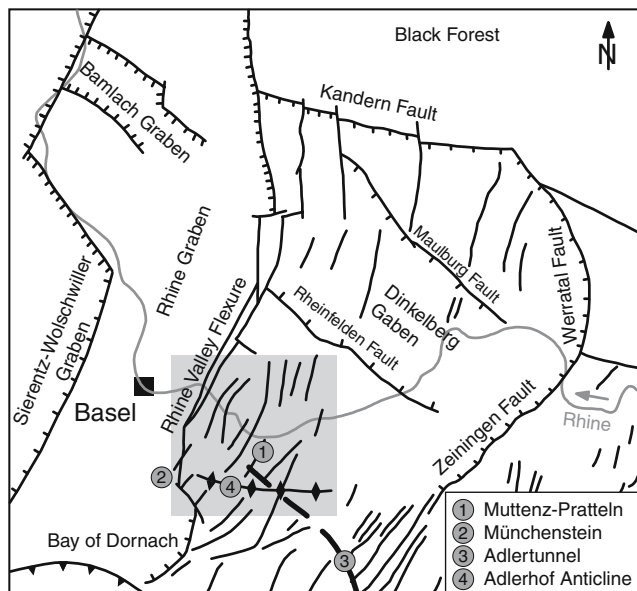 Black Forest
N
Bamlach Graben
Kandern Fault
Rhine Graben
Maulburg Fault
Werratal Fault
Sierentz-Wolschwiller
Graben
Rhine Valley Flexure
Dinkelberg
Gaben
Rheinfelden Fault
Basel
Rhine
Zeiningen Fault
1
2
4
3
Bay of Dornach
1 Muttenz-Pratteln
2 Münchenstein
3 Adlertunnel
4 Adlerhof Anticline